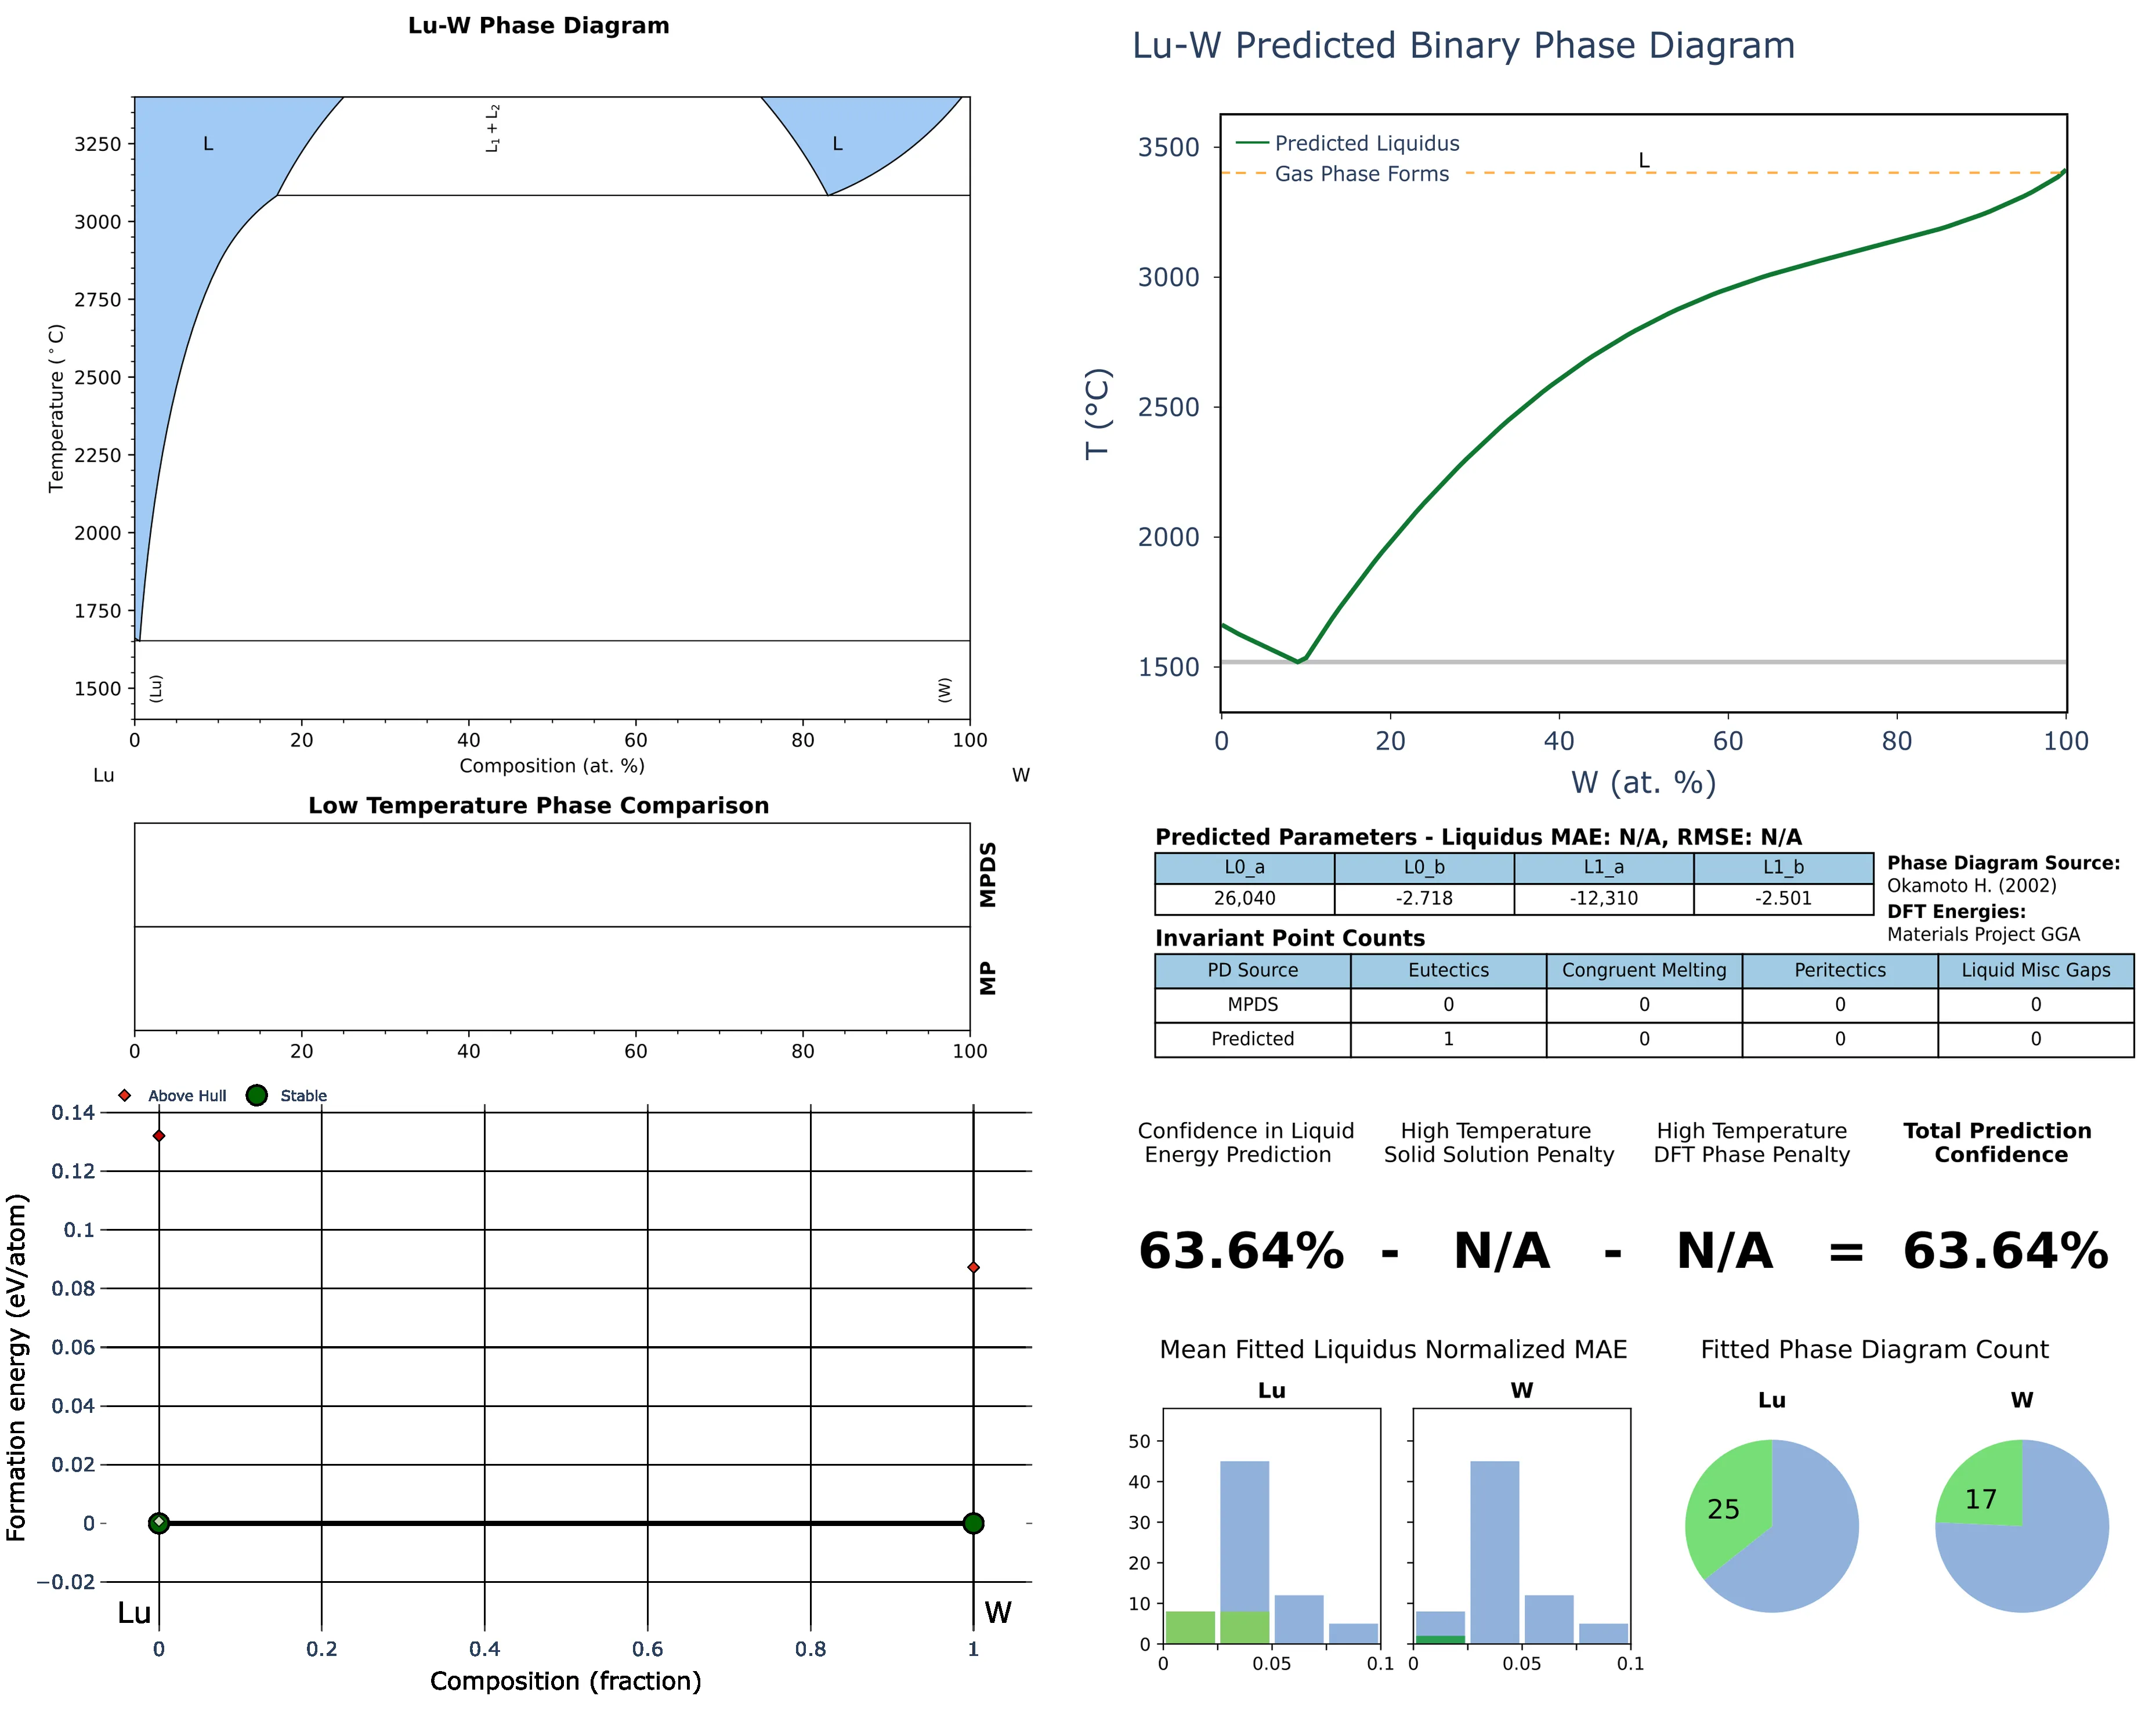 Lu-W Phase Diagram
L
L₁ + L₂
L
3250
3000
2750
2500
2250
2000
1750
1500
Temperature (°C)
(Lu)
(W)
0 20 40 60 80 100
Composition (at. %)
Lu W
Low Temperature Phase Comparison
MPDS
MP
0 20 40 60 80 100
Above Hull Stable
0.14
0.12
0.1
0.08
0.06
0.04
0.02
0
−0.02
Formation energy (eV/atom)
Lu W
0 0.2 0.4 0.6 0.8 1
Composition (fraction)
Lu-W Predicted Binary Phase Diagram
Predicted Liquidus
Gas Phase Forms
L
3500
3000
2500
2000
1500
T (°C)
0 20 40 60 80 100
W (at. %)
Predicted Parameters - Liquidus MAE: N/A, RMSE: N/A
L0_a L0_b L1_a L1_b
26,040 -2.718 -12,310 -2.501
Phase Diagram Source:
Okamoto H. (2002)
DFT Energies:
Materials Project GGA
Invariant Point Counts
PD Source Eutectics Congruent Melting Peritectics Liquid Misc Gaps
MPDS 0 0 0 0
Predicted 1 0 0 0
Confidence in Liquid
Energy Prediction
High Temperature
Solid Solution Penalty
High Temperature
DFT Phase Penalty
Total Prediction
Confidence
63.64% - N/A - N/A = 63.64%
Mean Fitted Liquidus Normalized MAE
Lu W
50
40
30
20
10
0
0 0.05 0.1 0 0.05 0.1
Fitted Phase Diagram Count
Lu W
25 17